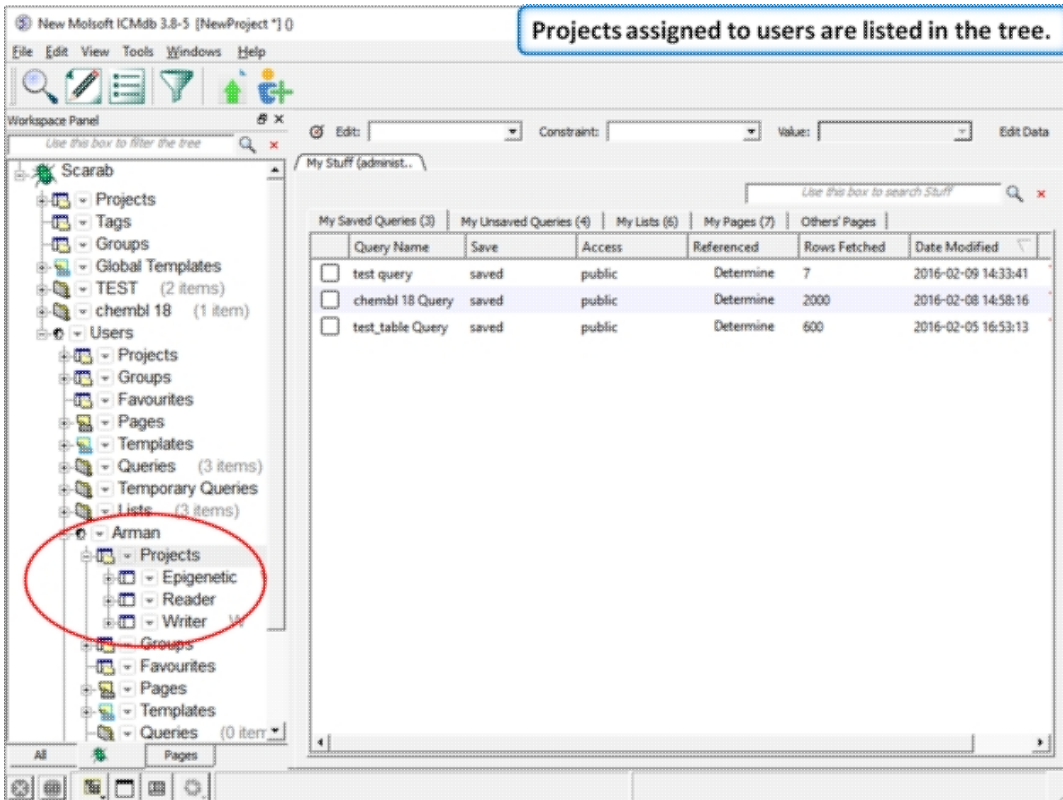 New Molsoft ICMdb 3.8-5 [NewProject *] ()
Projects assigned to users are listed in the tree.
File Edit View Tools Windows Help
Workspace Panel
Use this box to filter the tree
Edit: Constraint: Value: Edit Data
My Stuff (administ..
Use this box to search Stuff
My Saved Queries (3) My Unsaved Queries (4) My Lists (6) My Pages (7) Others' Pages
Query Name Save Access Referenced Rows Fetched Date Modified
test query saved public Determine 7 2016-02-09 14:33:41
chembl 18 Query saved public Determine 2000 2016-02-08 14:58:16
test_table Query saved public Determine 600 2016-02-05 16:53:13
Scarab
Projects
Tags
Groups
Global Templates
TEST (2 items)
chembl 18 (1 item)
Users
Projects
Groups
Favourites
Pages
Templates
Queries (3 items)
Temporary Queries
Lists (3 items)
Arman
Projects
Epigenetic
Reader
Writer W
Groups
Favourites
Pages
Templates
Queries (0 item
All Pages